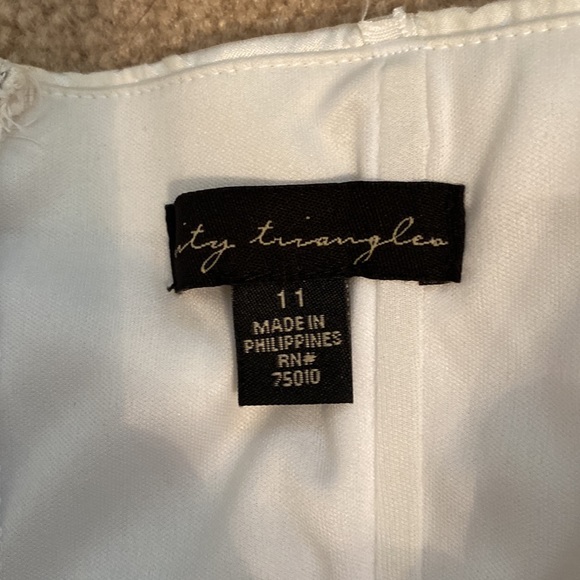 ity triangles
11
MADE IN
PHILIPPINES
RN#
75010